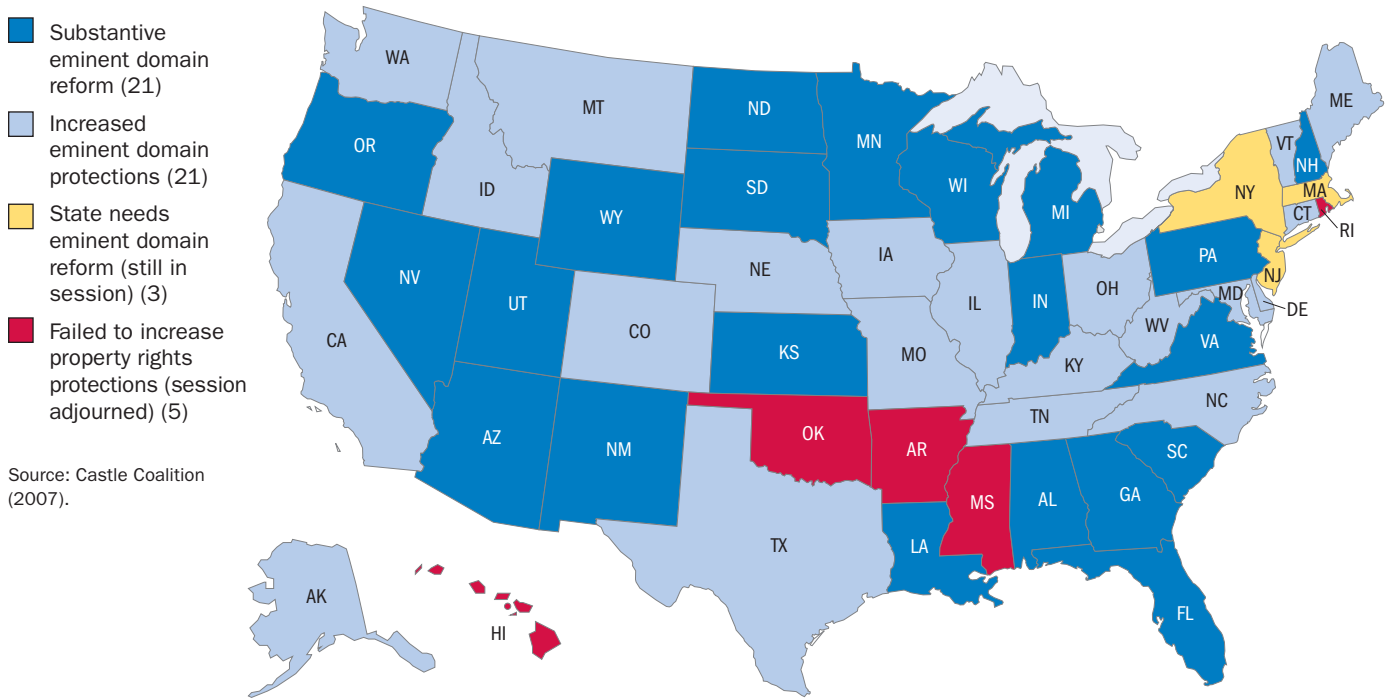 Substantive
eminent domain
reform (21)
Increased
eminent domain
protections (21)
State needs
eminent domain
reform (still in
session) (3)
Failed to increase
property rights
protections (session
adjourned) (5)
Source: Castle Coalition
(2007).
WA
MT
ND
MN
ME
OR
ID
SD
WI
MI
VT
NH
NY
MA
CT
RI
WY
NV
UT
NE
IA
IL
IN
OH
PA
NJ
MD
DE
CA
CO
KS
MO
KY
WV
VA
NC
TN
AZ
NM
OK
AR
SC
MS
AL
GA
TX
LA
FL
AK
HI